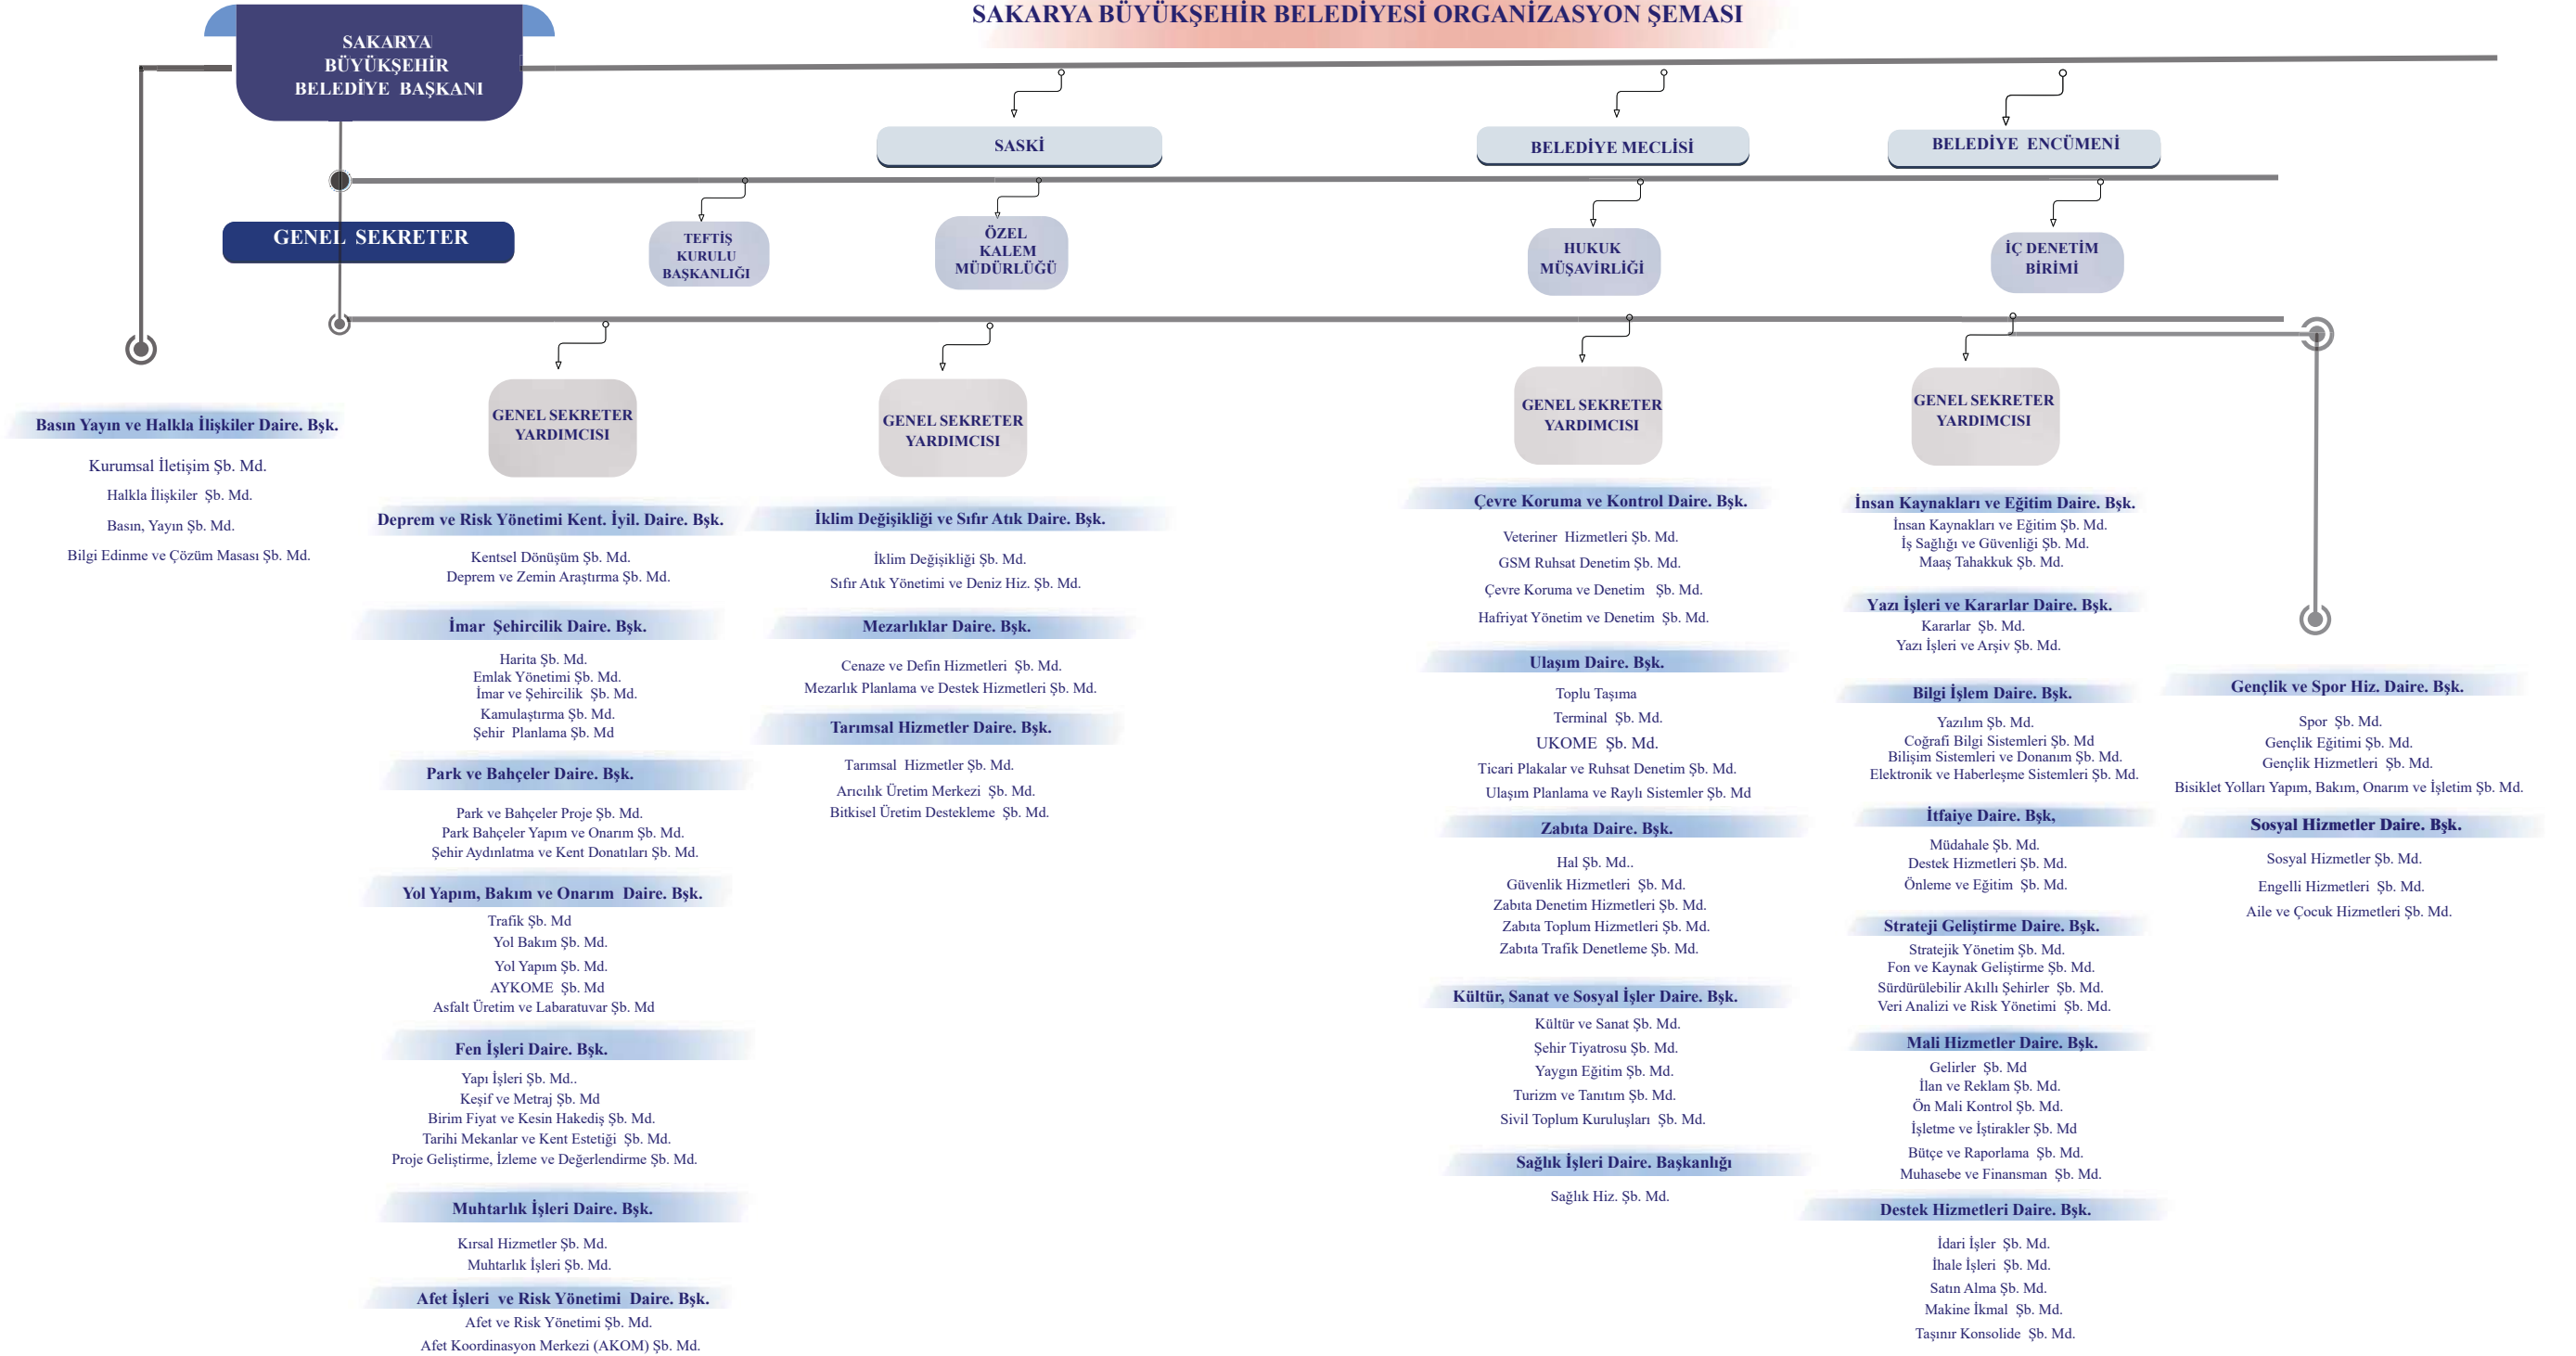 SAKARYA BÜYÜKŞEHİR BELEDİYESİ ORGANİZASYON ŞEMASI
SAKARYA
BÜYÜKŞEHİR
BELEDİYE BAŞKANI
SASKİ
BELEDİYE MECLİSİ
BELEDİYE ENCÜMENİ
GENEL SEKRETER
TEFTİŞ
KURULU
BAŞKANLIĞI
ÖZEL
KALEM
MÜDÜRLÜĞÜ
HUKUK
MÜŞAVİRLİĞİ
İÇ DENETİM
BİRİMİ
Basın Yayın ve Halkla İlişkiler Daire. Bşk.
Kurumsal İletişim Şb. Md.
Halkla İlişkiler Şb. Md.
Basın, Yayın Şb. Md.
Bilgi Edinme ve Çözüm Masası Şb. Md.
GENEL SEKRETER
YARDIMCISI
Deprem ve Risk Yönetimi Kent. İyil. Daire. Bşk.
Kentsel Dönüşüm Şb. Md.
Deprem ve Zemin Araştırma Şb. Md.
İmar Şehircilik Daire. Bşk.
Harita Şb. Md.
Emlak Yönetimi Şb. Md.
İmar ve Şehircilik Şb. Md.
Kamulaştırma Şb. Md.
Şehir Planlama Şb. Md
Park ve Bahçeler Daire. Bşk.
Park ve Bahçeler Proje Şb. Md.
Park Bahçeler Yapım ve Onarım Şb. Md.
Şehir Aydınlatma ve Kent Donatıları Şb. Md.
Yol Yapım, Bakım ve Onarım Daire. Bşk.
Trafik Şb. Md
Yol Bakım Şb. Md.
Yol Yapım Şb. Md.
AYKOME Şb. Md
Asfalt Üretim ve Labaratuvar Şb. Md
Fen İşleri Daire. Bşk.
Yapı İşleri Şb. Md..
Keşif ve Metraj Şb. Md
Birim Fiyat ve Kesin Hakediş Şb. Md.
Tarihi Mekanlar ve Kent Estetiği Şb. Md.
Proje Geliştirme, İzleme ve Değerlendirme Şb. Md.
Muhtarlık İşleri Daire. Bşk.
Kırsal Hizmetler Şb. Md.
Muhtarlık İşleri Şb. Md.
Afet İşleri ve Risk Yönetimi Daire. Bşk.
Afet ve Risk Yönetimi Şb. Md.
Afet Koordinasyon Merkezi (AKOM) Şb. Md.
GENEL SEKRETER
YARDIMCISI
İklim Değişikliği ve Sıfır Atık Daire. Bşk.
İklim Değişikliği Şb. Md.
Sıfır Atık Yönetimi ve Deniz Hiz. Şb. Md.
Mezarlıklar Daire. Bşk.
Cenaze ve Defin Hizmetleri Şb. Md.
Mezarlık Planlama ve Destek Hizmetleri Şb. Md.
Tarımsal Hizmetler Daire. Bşk.
Tarımsal Hizmetler Şb. Md.
Arıcılık Üretim Merkezi Şb. Md.
Bitkisel Üretim Destekleme Şb. Md.
GENEL SEKRETER
YARDIMCISI
Çevre Koruma ve Kontrol Daire. Bşk.
Veteriner Hizmetleri Şb. Md.
GSM Ruhsat Denetim Şb. Md.
Çevre Koruma ve Denetim Şb. Md.
Hafriyat Yönetim ve Denetim Şb. Md.
Ulaşım Daire. Bşk.
Toplu Taşıma
Terminal Şb. Md.
UKOME Şb. Md.
Ticari Plakalar ve Ruhsat Denetim Şb. Md.
Ulaşım Planlama ve Raylı Sistemler Şb. Md
Zabıta Daire. Bşk.
Hal Şb. Md..
Güvenlik Hizmetleri Şb. Md.
Zabıta Denetim Hizmetleri Şb. Md.
Zabıta Toplum Hizmetleri Şb. Md.
Zabıta Trafik Denetleme Şb. Md.
Kültür, Sanat ve Sosyal İşler Daire. Bşk.
Kültür ve Sanat Şb. Md.
Şehir Tiyatrosu Şb. Md.
Yaygın Eğitim Şb. Md.
Turizm ve Tanıtım Şb. Md.
Sivil Toplum Kuruluşları Şb. Md.
Sağlık İşleri Daire. Başkanlığı
Sağlık Hiz. Şb. Md.
GENEL SEKRETER
YARDIMCISI
İnsan Kaynakları ve Eğitim Daire. Bşk.
İnsan Kaynakları ve Eğitim Şb. Md.
İş Sağlığı ve Güvenliği Şb. Md.
Maaş Tahakkuk Şb. Md.
Yazı İşleri ve Kararlar Daire. Bşk.
Kararlar Şb. Md.
Yazı İşleri ve Arşiv Şb. Md.
Bilgi İşlem Daire. Bşk.
Yazılım Şb. Md.
Coğrafi Bilgi Sistemleri Şb. Md
Bilişim Sistemleri ve Donanım Şb. Md.
Elektronik ve Haberleşme Sistemleri Şb. Md.
İtfaiye Daire. Bşk,
Müdahale Şb. Md.
Destek Hizmetleri Şb. Md.
Önleme ve Eğitim Şb. Md.
Strateji Geliştirme Daire. Bşk.
Stratejik Yönetim Şb. Md.
Fon ve Kaynak Geliştirme Şb. Md.
Sürdürülebilir Akıllı Şehirler Şb. Md.
Veri Analizi ve Risk Yönetimi Şb. Md.
Mali Hizmetler Daire. Bşk.
Gelirler Şb. Md
İlan ve Reklam Şb. Md.
Ön Mali Kontrol Şb. Md.
İşletme ve İştirakler Şb. Md
Bütçe ve Raporlama Şb. Md.
Muhasebe ve Finansman Şb. Md.
Destek Hizmetleri Daire. Bşk.
İdari İşler Şb. Md.
İhale İşleri Şb. Md.
Satın Alma Şb. Md.
Makine İkmal Şb. Md.
Taşınır Konsolide Şb. Md.
Gençlik ve Spor Hiz. Daire. Bşk.
Spor Şb. Md.
Gençlik Eğitimi Şb. Md.
Gençlik Hizmetleri Şb. Md.
Bisiklet Yolları Yapım, Bakım, Onarım ve İşletim Şb. Md.
Sosyal Hizmetler Daire. Bşk.
Sosyal Hizmetler Şb. Md.
Engelli Hizmetleri Şb. Md.
Aile ve Çocuk Hizmetleri Şb. Md.